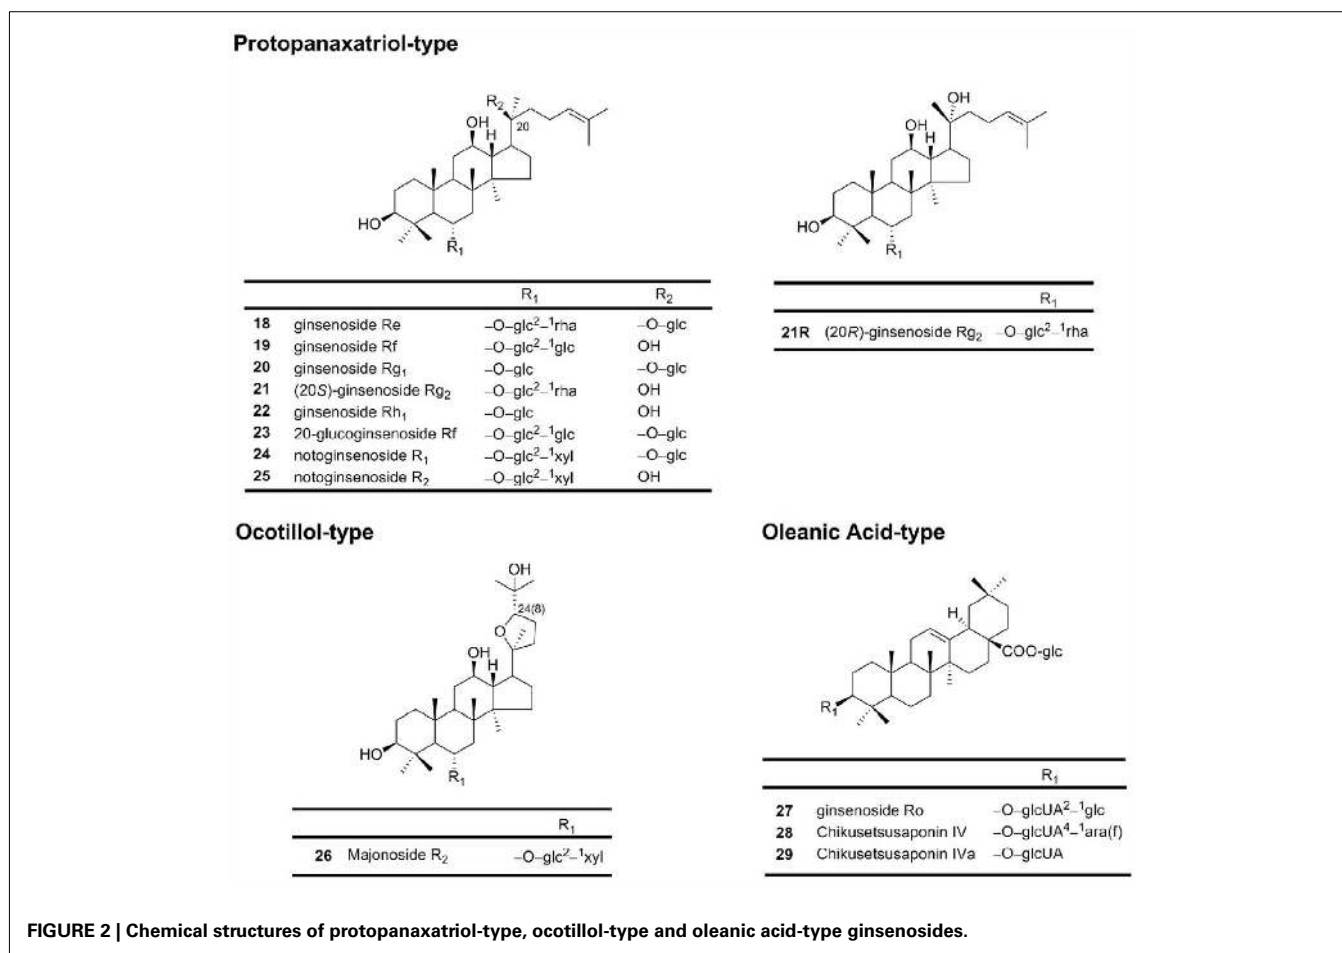 Protopanaxatriol-type
R2
OH
20
H
HO
R1
R1 R2
18 ginsenoside Re –O–glc2–1rha –O–glc
19 ginsenoside Rf –O–glc2–1glc OH
20 ginsenoside Rg1 –O–glc –O–glc
21 (20S)-ginsenoside Rg2 –O–glc2–1rha OH
22 ginsenoside Rh1 –O–glc OH
23 20-glucoginsenoside Rf –O–glc2–1glc –O–glc
24 notoginsenoside R1 –O–glc2–1xyl –O–glc
25 notoginsenoside R2 –O–glc2–1xyl OH
OH
OH
H
HO
R1
R1
21R (20R)-ginsenoside Rg2 –O–glc2–1rha
Ocotillol-type
OH
24(8)
O
OH
H
HO
R1
R1
26 Majonoside R2 –O–glc2–1xyl
Oleanic Acid-type
H
COO-glc
R1
R1
27 ginsenoside Ro –O–glcUA2–1glc
28 Chikusetsusaponin IV –O–glcUA4–1ara(f)
29 Chikusetsusaponin IVa –O–glcUA
FIGURE 2 | Chemical structures of protopanaxatriol-type, ocotillol-type and oleanic acid-type ginsenosides.